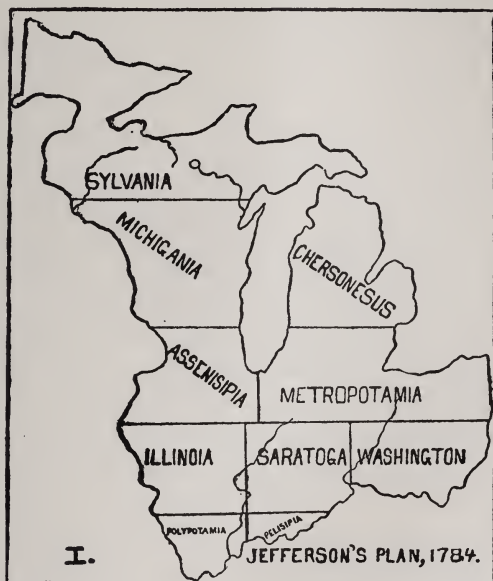 SYLVANIA
MICHIGANIA
CHERSONESUS
ASSENISIPIA
METROPOTAMIA
ILLINOIA
SARATOGA
WASHINGTON
POLYPOTAMIA
PELISIPIA
I.
JEFFERSON'S PLAN, 1784.